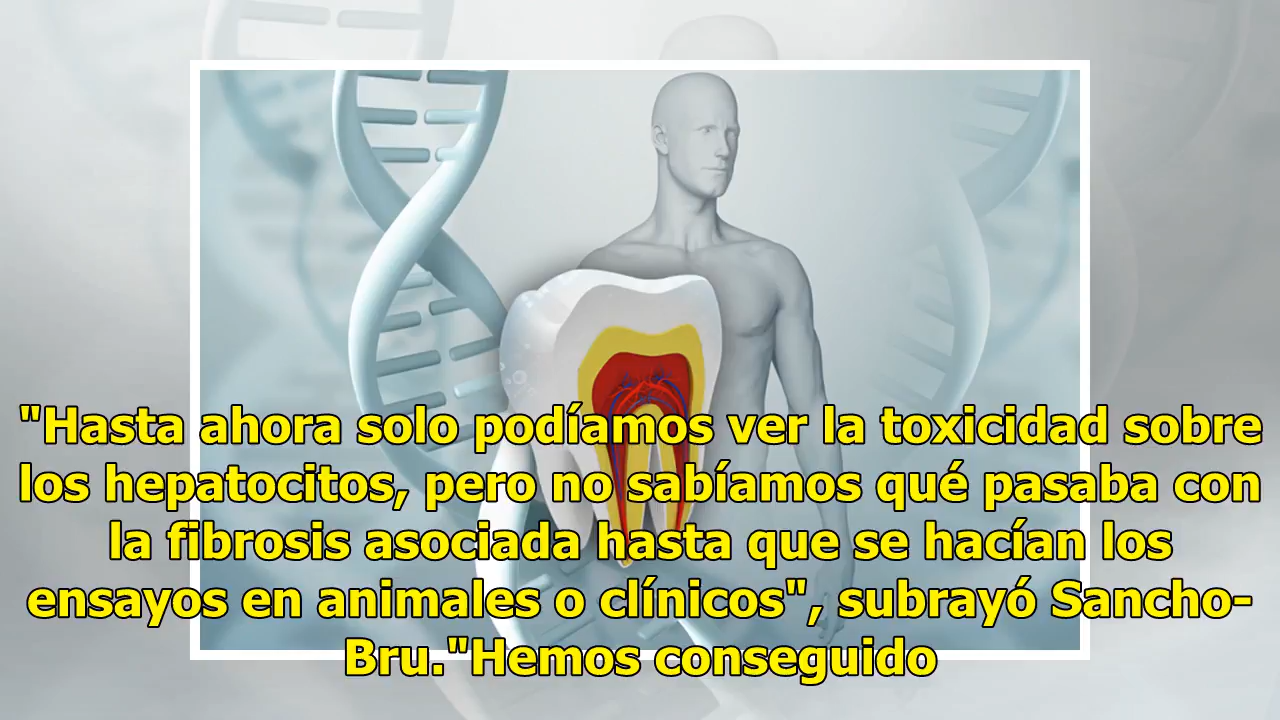 "Hasta ahora solo podíamos ver la toxicidad sobre
los hepatocitos, pero no sabíamos qué pasaba con
la fibrosis asociada hasta que se hacían los
ensayos en animales o clínicos", subrayó Sancho-
Bru."Hemos conseguido